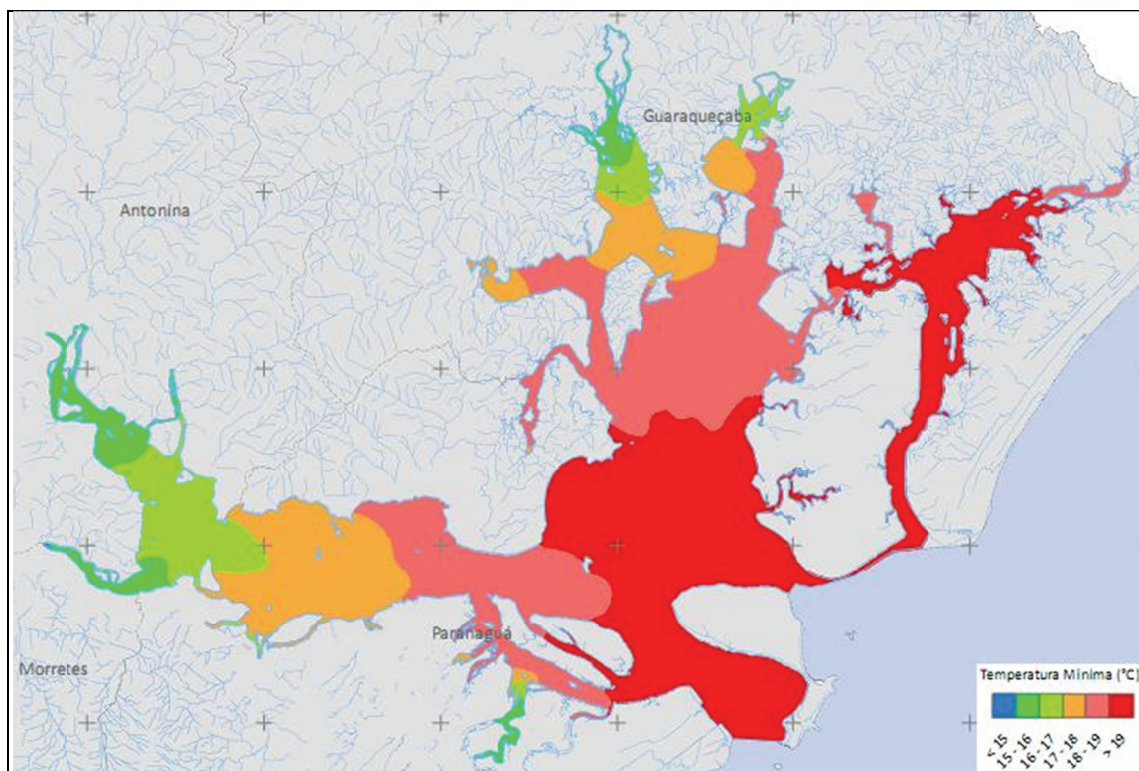 Guaraqueçaba
Antonina
Paranaguá
Morretes
Temperatura Mínima (°C)
< 15
15 - 16
16 - 17
17 - 18
18 - 19
> 19